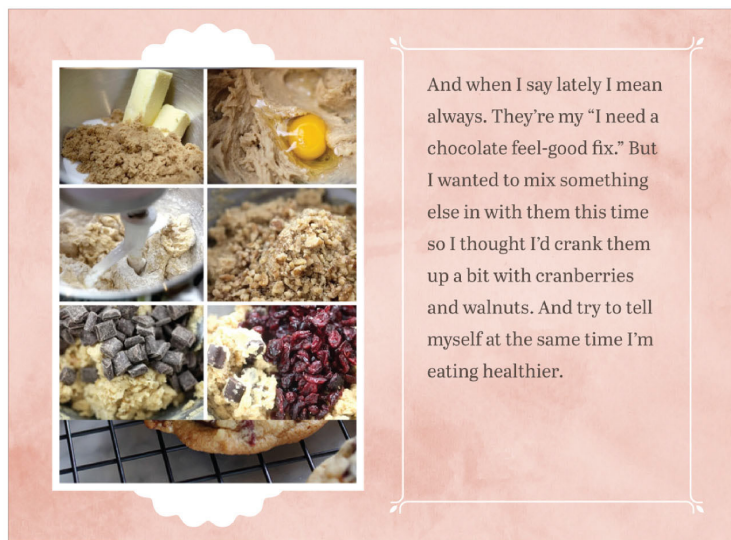 And when I say lately I mean
always. They’re my “I need a
chocolate feel-good fix.” But
I wanted to mix something
else in with them this time
so I thought I’d crank them
up a bit with cranberries
and walnuts. And try to tell
myself at the same time I’m
eating healthier.